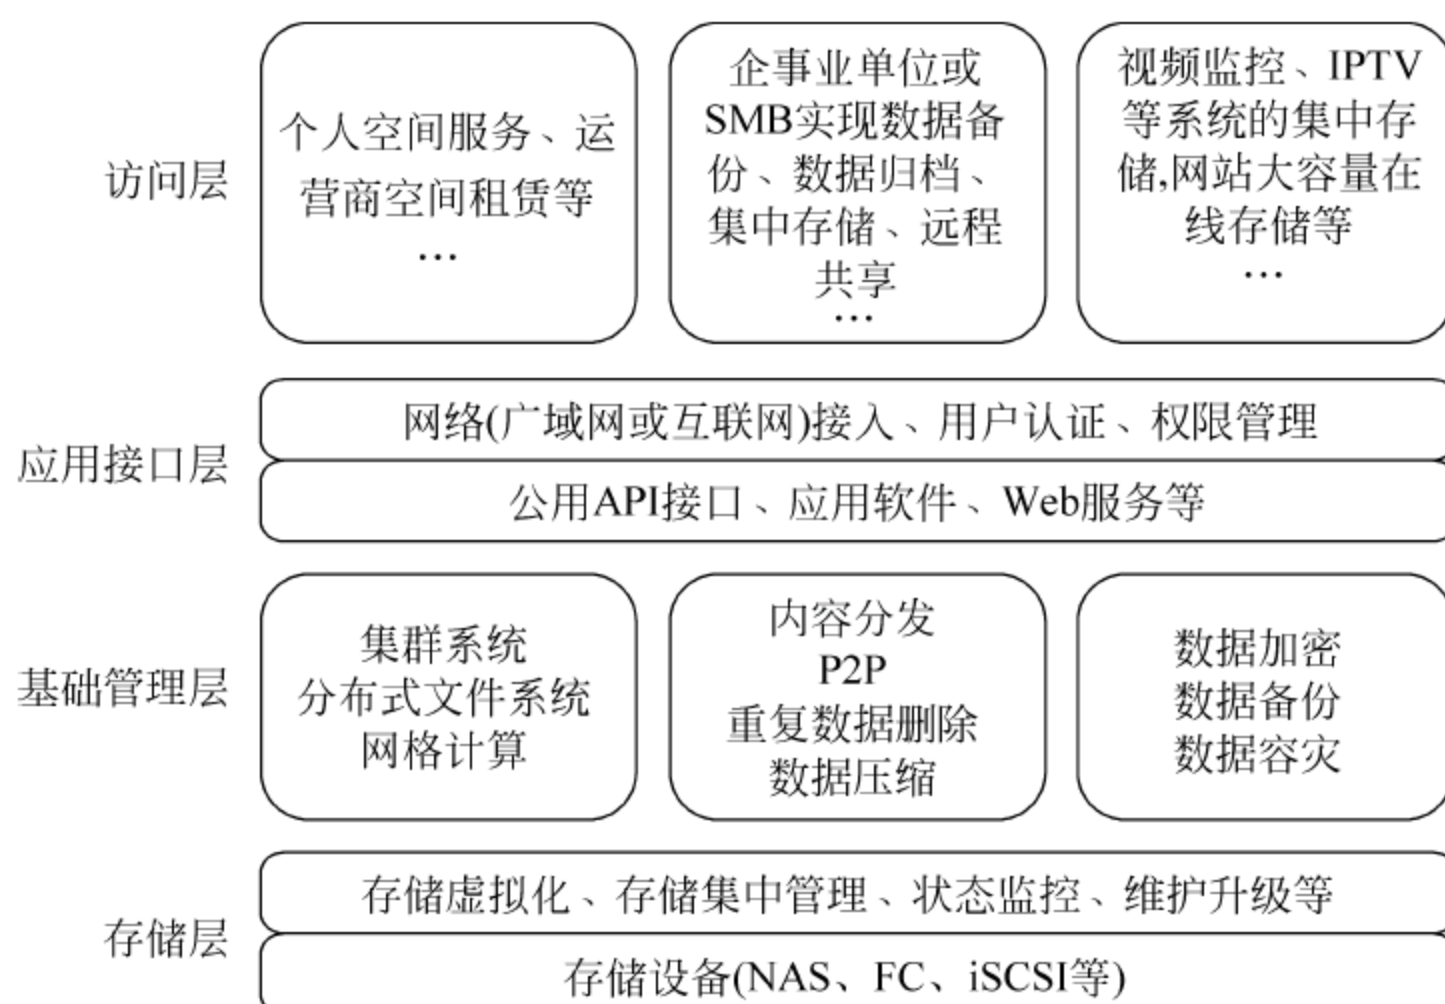 访问层
个人空间服务、运
营商空间租赁等
…
企事业单位或
SMB实现数据备
份、数据归档、
集中存储、远程
共享
…
视频监控、IPTV
等系统的集中存
储,网站大容量在
线存储等
…
应用接口层
网络(广域网或互联网)接入、用户认证、权限管理
公用API接口、应用软件、Web服务等
基础管理层
集群系统
分布式文件系统
网格计算
内容分发
P2P
重复数据删除
数据压缩
数据加密
数据备份
数据容灾
存储层
存储虚拟化、存储集中管理、状态监控、维护升级等
存储设备(NAS、FC、iSCSI等)